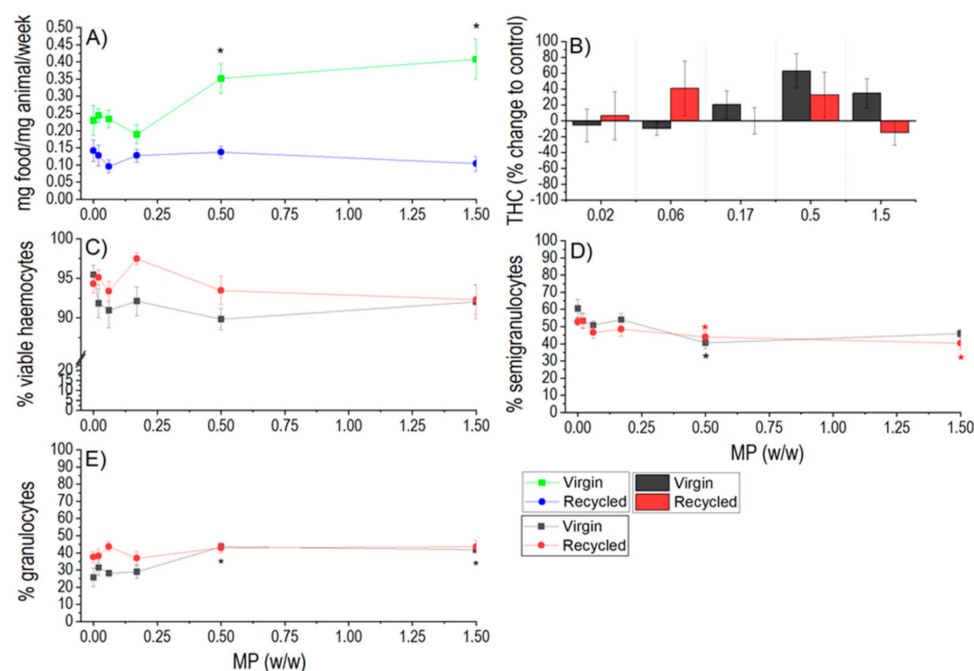 A)
mg food/mg animal/week
0.50
0.45
0.40
0.35
0.30
0.25
0.20
0.15
0.10
0.05
0.00
*
*
0.00 0.25 0.50 0.75 1.00 1.25 1.50
B)
THC (% change to control)
100
80
60
40
20
0
-20
-40
-60
-80
-100
0.02 0.06 0.17 0.5 1.5
C)
% viable haemocytes
100
95
90
20
15
10
5
0
0.00 0.25 0.50 0.75 1.00 1.25 1.50
D)
% semigranulocytes
100
90
80
70
60
50
40
30
20
10
0
*
*
*
0.00 0.25 0.50 0.75 1.00 1.25 1.50
MP (w/w)
E)
% granulocytes
100
90
80
70
60
50
40
30
20
10
0
*
*
0.00 0.25 0.50 0.75 1.00 1.25 1.50
MP (w/w)
Virgin
Recycled
Virgin
Recycled
Virgin
Recycled